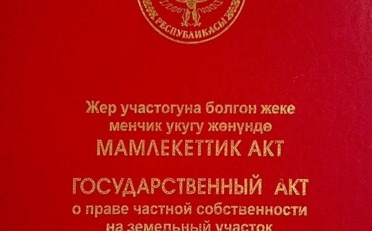 РЕСПУБЛИКАСЫ
Жер участогуна болгон жеке
менчик укугу жөнүндө
МАМЛЕКЕТТИК АКТ
ГОСУДАРСТВЕННЫЙ АКТ
о праве частной собственности
на земельный участок